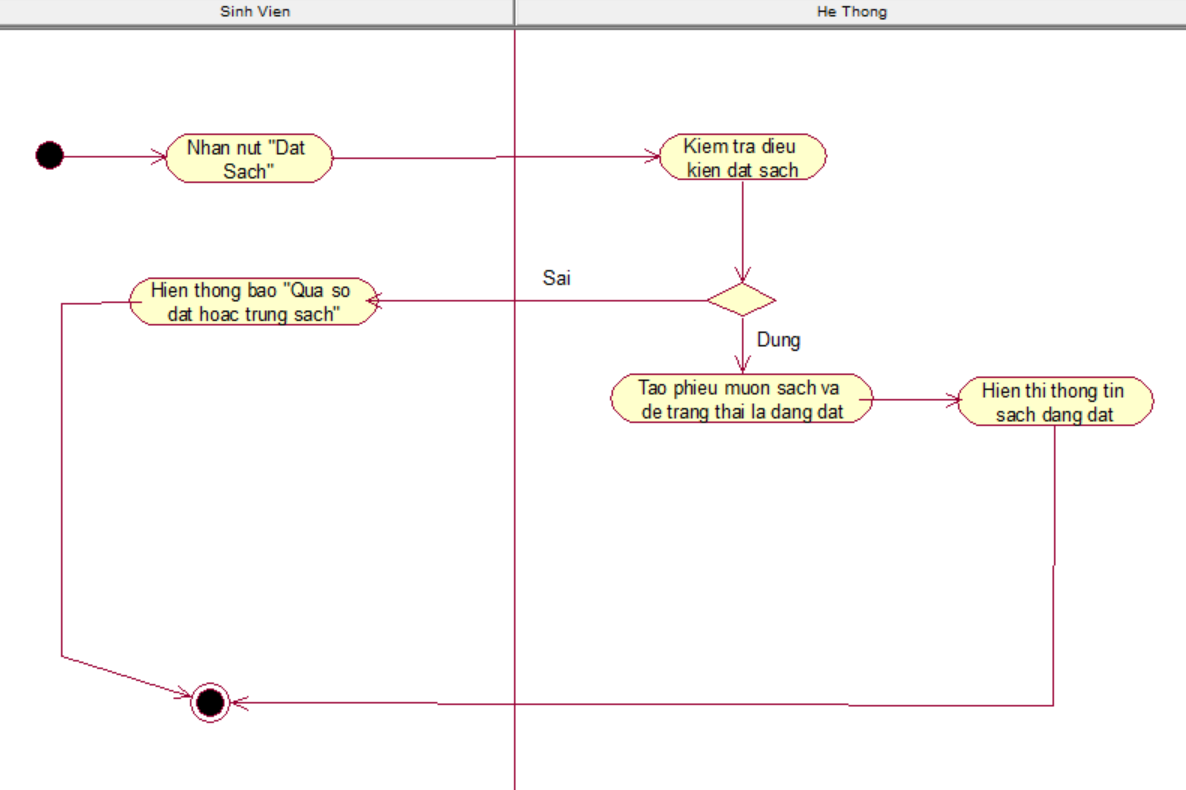 Sinh Vien
He Thong
Nhan nut "Dat
Sach"
Kiem tra dieu
kien dat sach
Sai
Hien thong bao "Qua so
dat hoac trung sach"
Dung
Tao phieu muon sach va
de trang thai la dang dat
Hien thi thong tin
sach dang dat